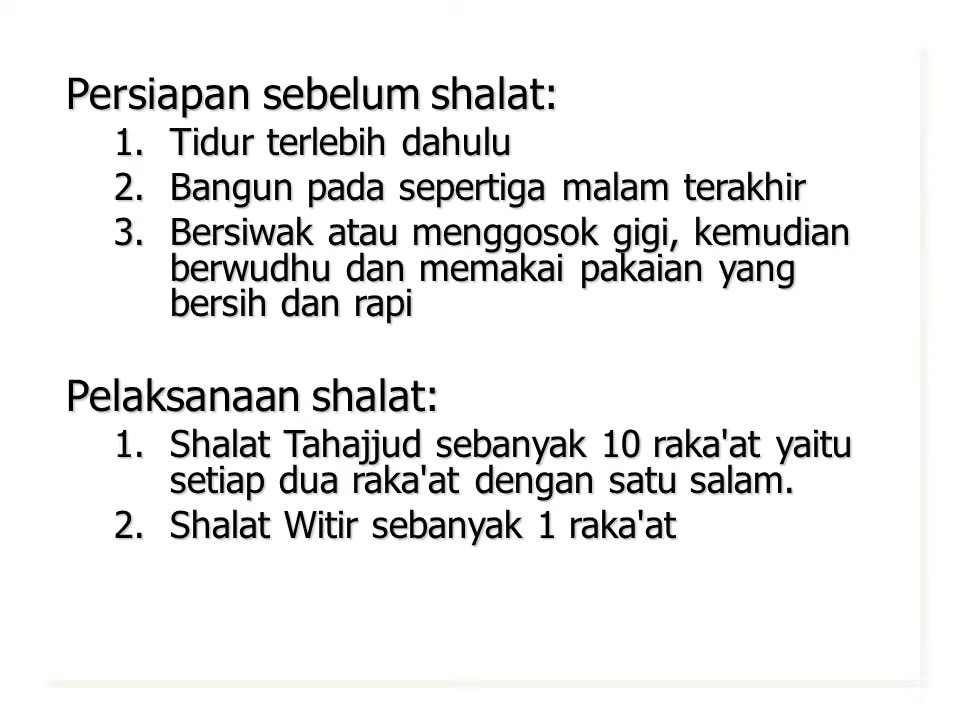 Persiapan sebelum shalat:
1. Tidur terlebih dahulu
2. Bangun pada sepertiga malam terakhir
3. Bersiwak atau menggosok gigi, kemudian
berwudhu dan memakai pakaian yang
bersih dan rapi
Pelaksanaan shalat:
1. Shalat Tahajjud sebanyak 10 raka'at yaitu
setiap dua raka'at dengan satu salam.
2. Shalat Witir sebanyak 1 raka'at